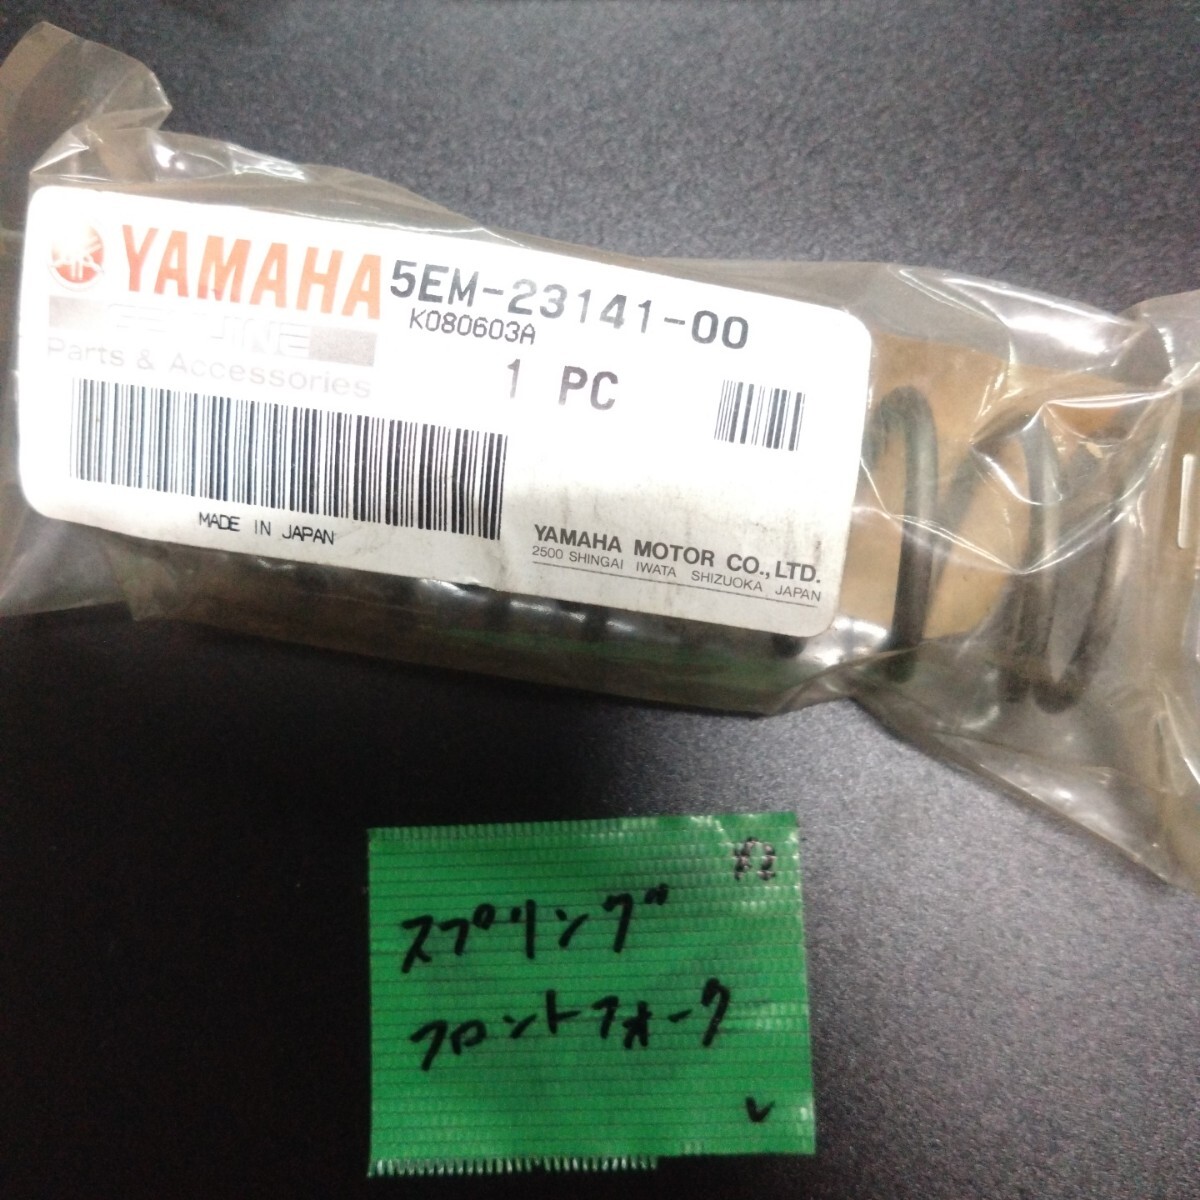 YAMAHA
5EM-23141-00
GENUINE
K080603A
Parts & Accessories
1 PC
MADE IN JAPAN
YAMAHA MOTOR CO., LTD.
2500 SHINGAI IWATA SHIZUOKA JAPAN
スプリング
フロントフォーク